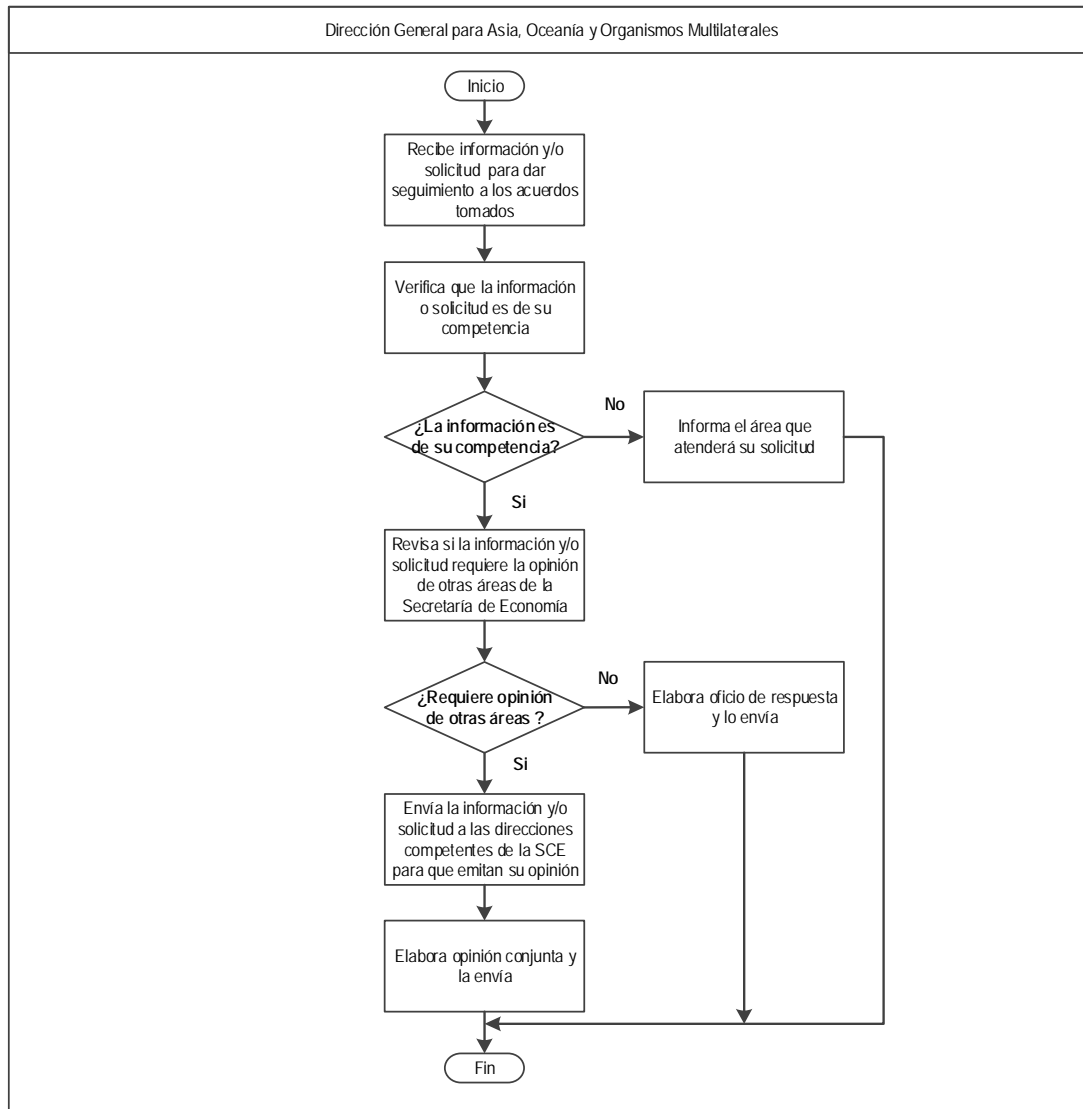 Dirección General para Asia, Oceanía y Organismos Multilaterales
Inicio
Recibe información y/o
solicitud para dar
seguimiento a los acuerdos
tomados
Verifica que la información
o solicitud es de su
competencia
¿La información es
de su competencia?
No
Informa el área que
atenderá su solicitud
Si
Revisa si la información y/o
solicitud requiere la opinión
de otras áreas de la
Secretaría de Economía
¿Requiere opinión
de otras áreas ?
No
Elabora oficio de respuesta
y lo envía
Si
Envía la información y/o
solicitud a las direcciones
competentes de la SCE
para que emitan su opinión
Elabora opinión conjunta y
la envía
Fin